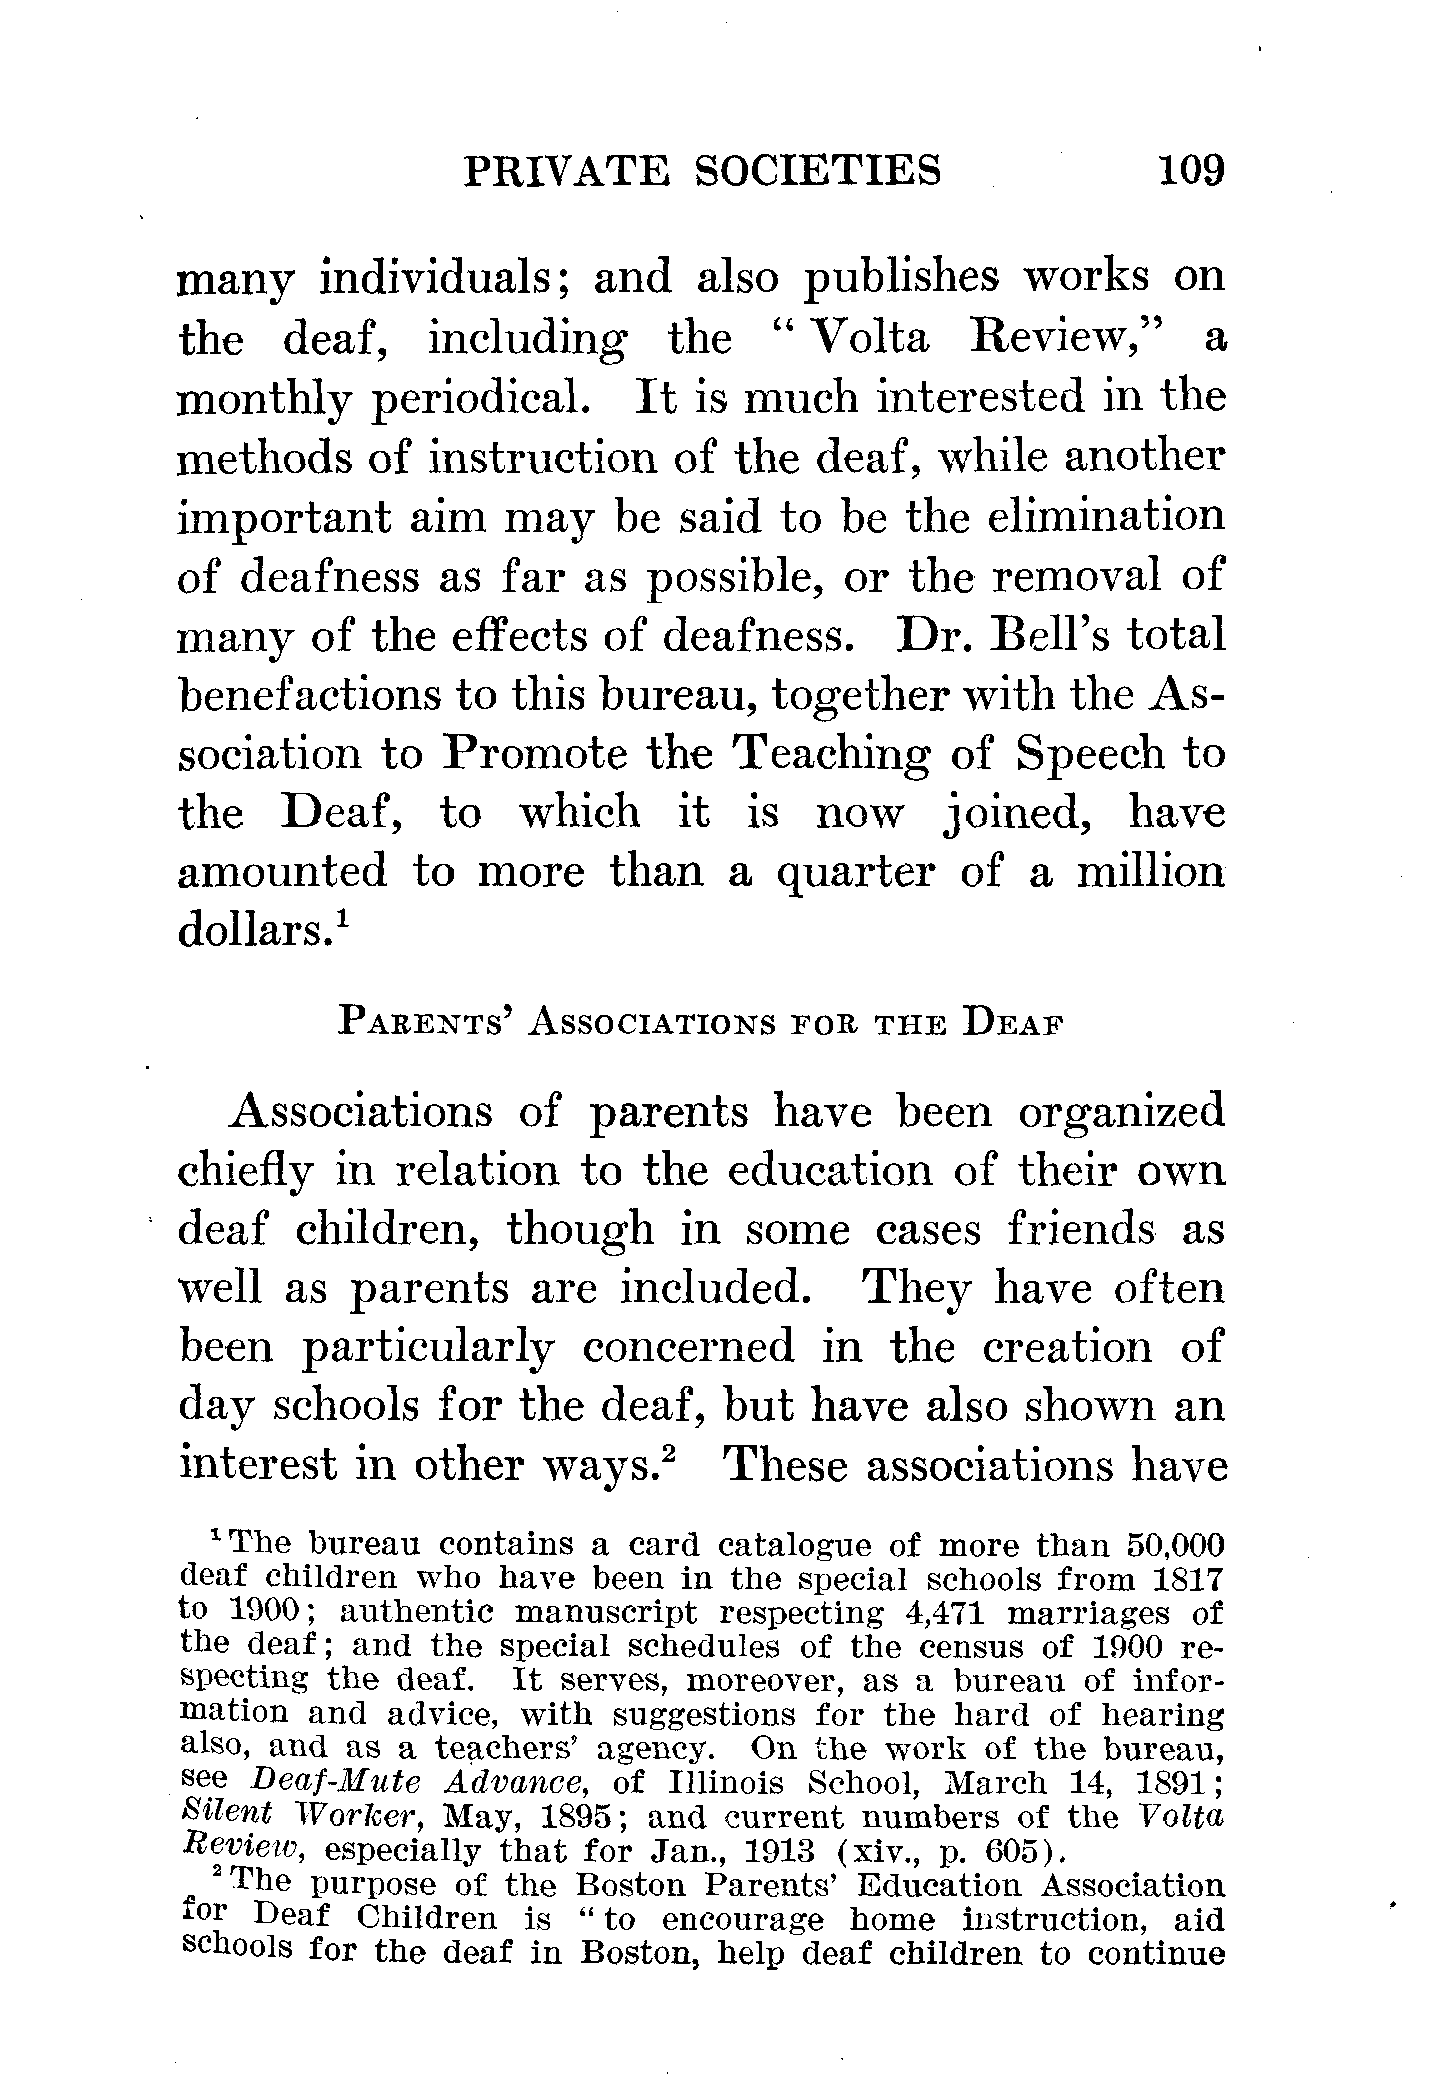 PRIVATE SOCIETIES 109
many individuals; and also publishes works on
the deaf, including the “ Volta Review,” a
monthly periodical. It is much interested in the
methods of instruction of the deaf, while another
important aim may be said to be the elimination
of deafness as far as possible, or the removal of
many of the effects of deafness. Dr. Bell’s total
benefactions to this bureau, together with the As-
sociation to Promote the Teaching of Speech to
the Deaf, to which it is now joined, have
amounted to more than a quarter of a million
dollars.¹
Parents’ Associations for the Deaf
Associations of parents have been organized
chiefly in relation to the education of their own
deaf children, though in some cases friends as
well as parents are included. They have often
been particularly concerned in the creation of
day schools for the deaf, but have also shown an
interest in other ways.² These associations have
¹ The bureau contains a card catalogue of more than 50,000
deaf children who have been in the special schools from 1817
to 1900; authentic manuscript respecting 4,471 marriages of
the deaf; and the special schedules of the census of 1900 re-
specting the deaf. It serves, moreover, as a bureau of infor-
mation and advice, with suggestions for the hard of hearing
also, and as a teachers’ agency. On the work of the bureau,
see Deaf-Mute Advance, of Illinois School, March 14, 1891;
Silent Worker, May, 1895; and current numbers of the Volta
Review, especially that for Jan., 1913 (xiv., p. 605).
² The purpose of the Boston Parents’ Education Association
for Deaf Children is “ to encourage home instruction, aid
schools for the deaf in Boston, help deaf children to continue